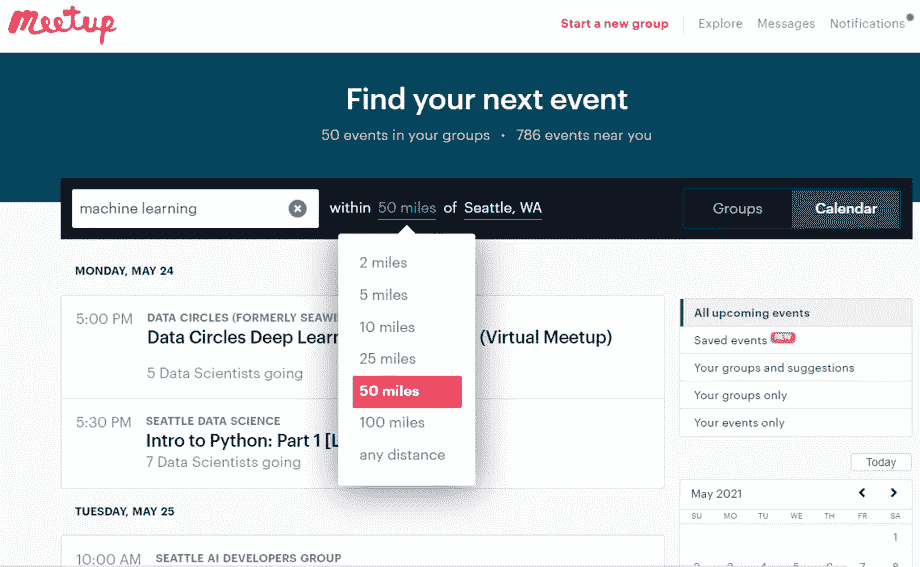 Meetup
Start a new group Explore Messages Notifications
Find your next event
50 events in your groups • 786 events near you
machine learning within 50 miles of Seattle, WA Groups Calendar
2 miles
5 miles
10 miles
25 miles
50 miles
100 miles
any distance
MONDAY, MAY 24
5:00 PM DATA CIRCLES (FORMERLY
Data Circles Deep (Virtual Meetup)
5 Data Scientists going
5:30 PM SEATTLE DATA SCIENCE
Intro to Python: Part 1
7 Data Scientists going
TUESDAY, MAY 25
10:00 AM SEATTLE AI DEVELOPERS GROUP
All upcoming events
Saved events NEW
Your groups and suggestions
Your groups only
Your events only
Today
May 2021
SU MO TU WE TH FR SA
1